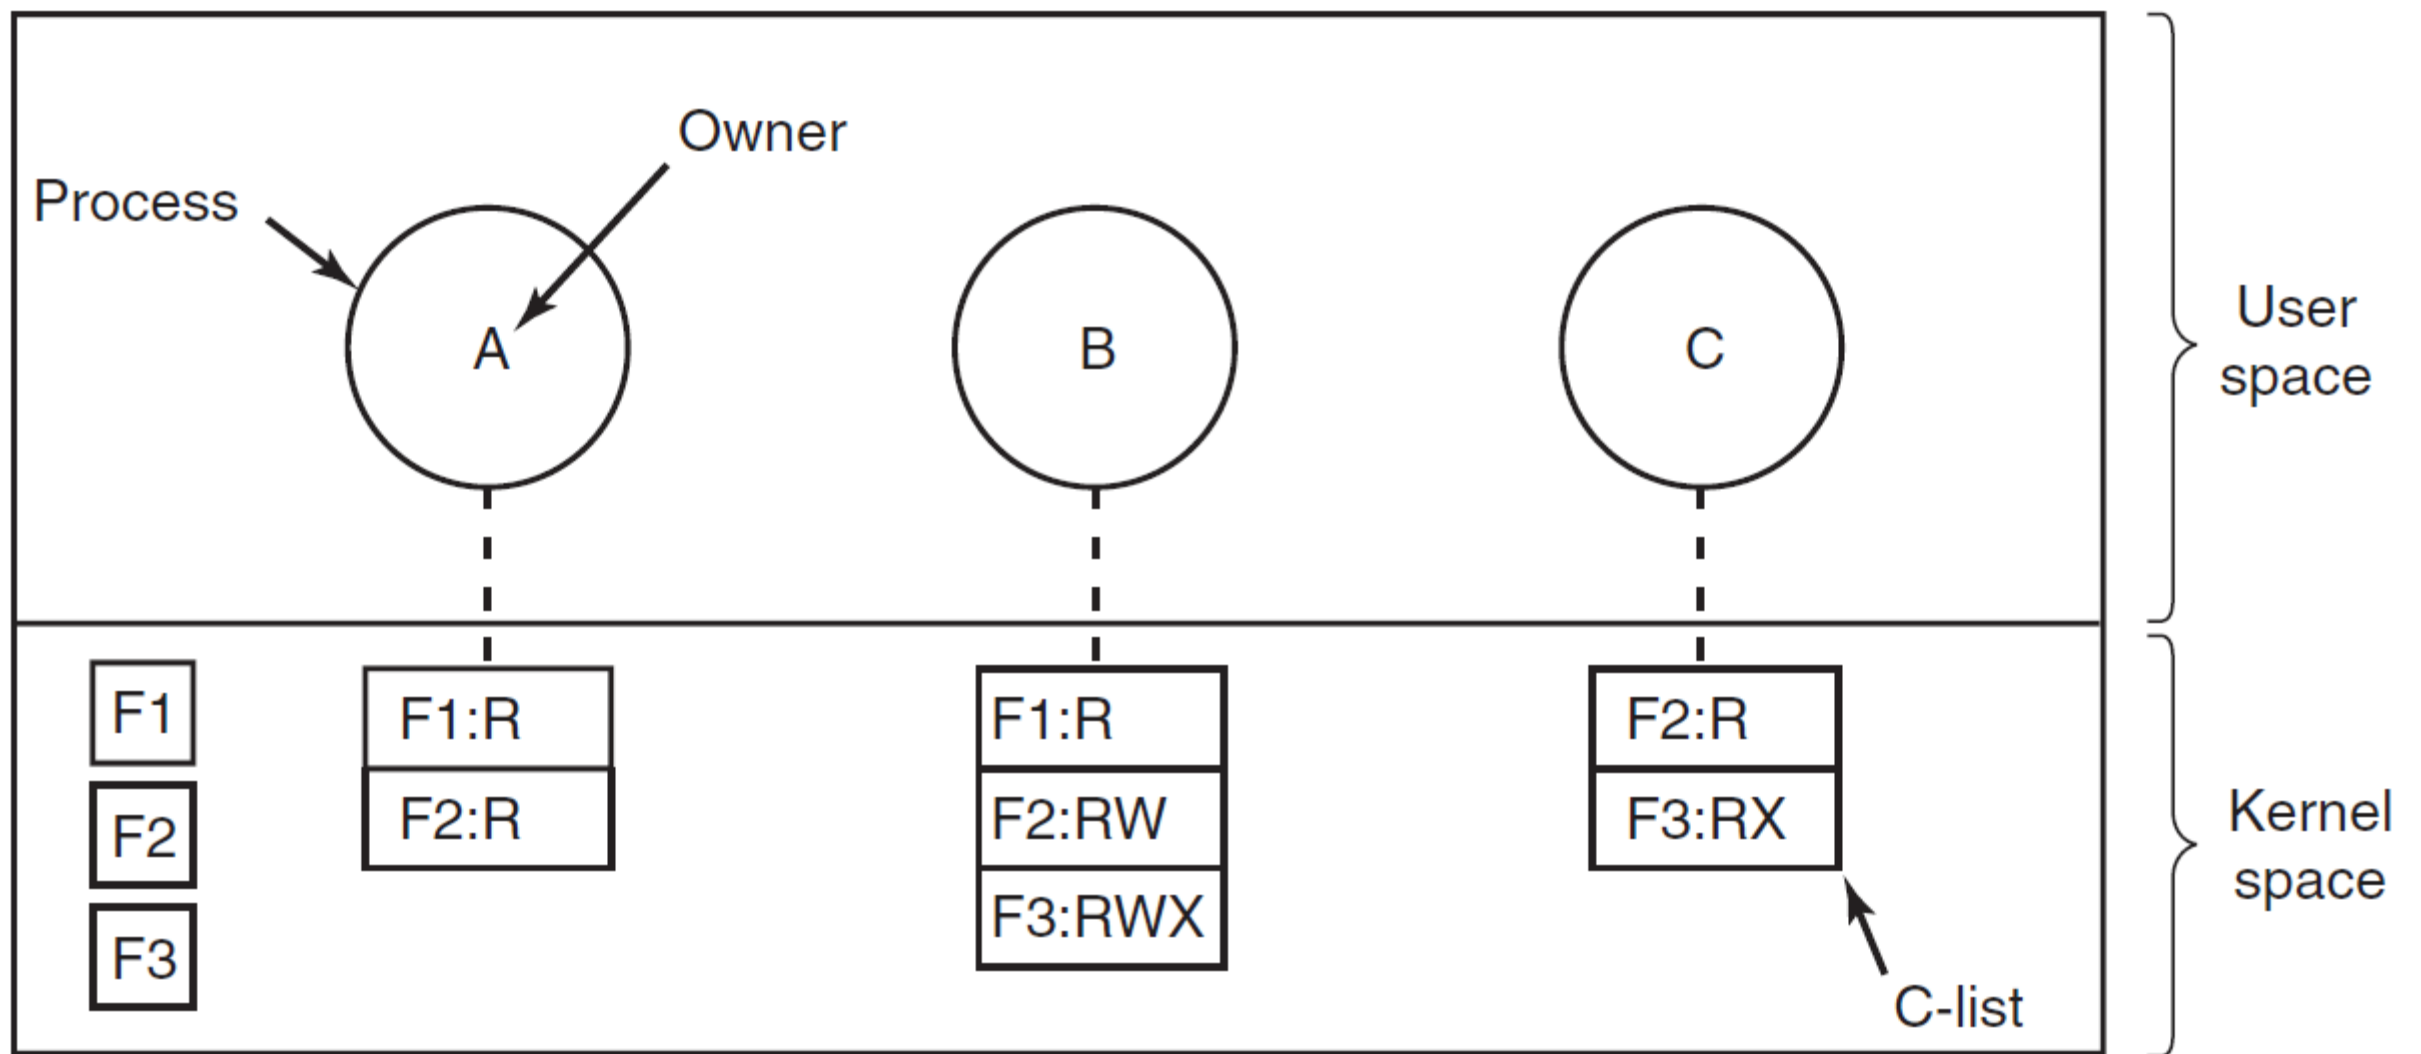 Owner
Process
A
B
C
User
space
F1
F2
F3
F1:R
F2:R
F1:R
F2:RW
F3:RWX
F2:R
F3:RX
C-list
Kernel
space